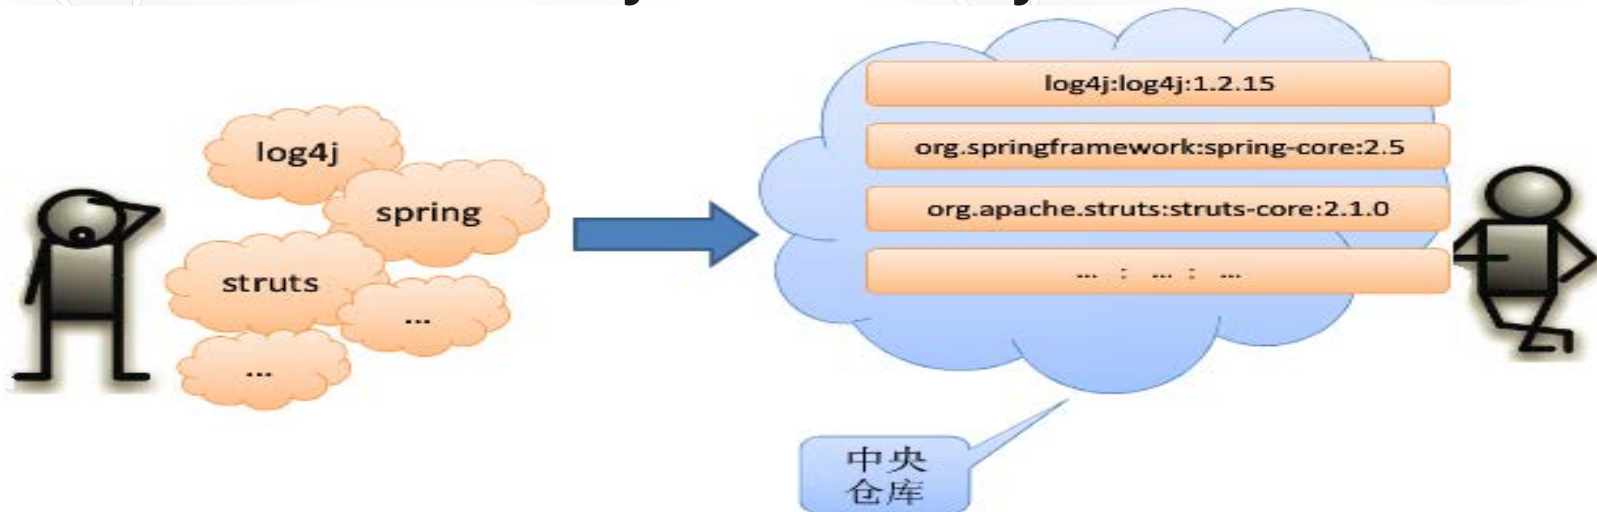 log4j
spring
struts
...
...
log4j:log4j:1.2.15
org.springframework:spring-core:2.5
org.apache.struts:struts-core:2.1.0
... : ... : ...
中央
仓库